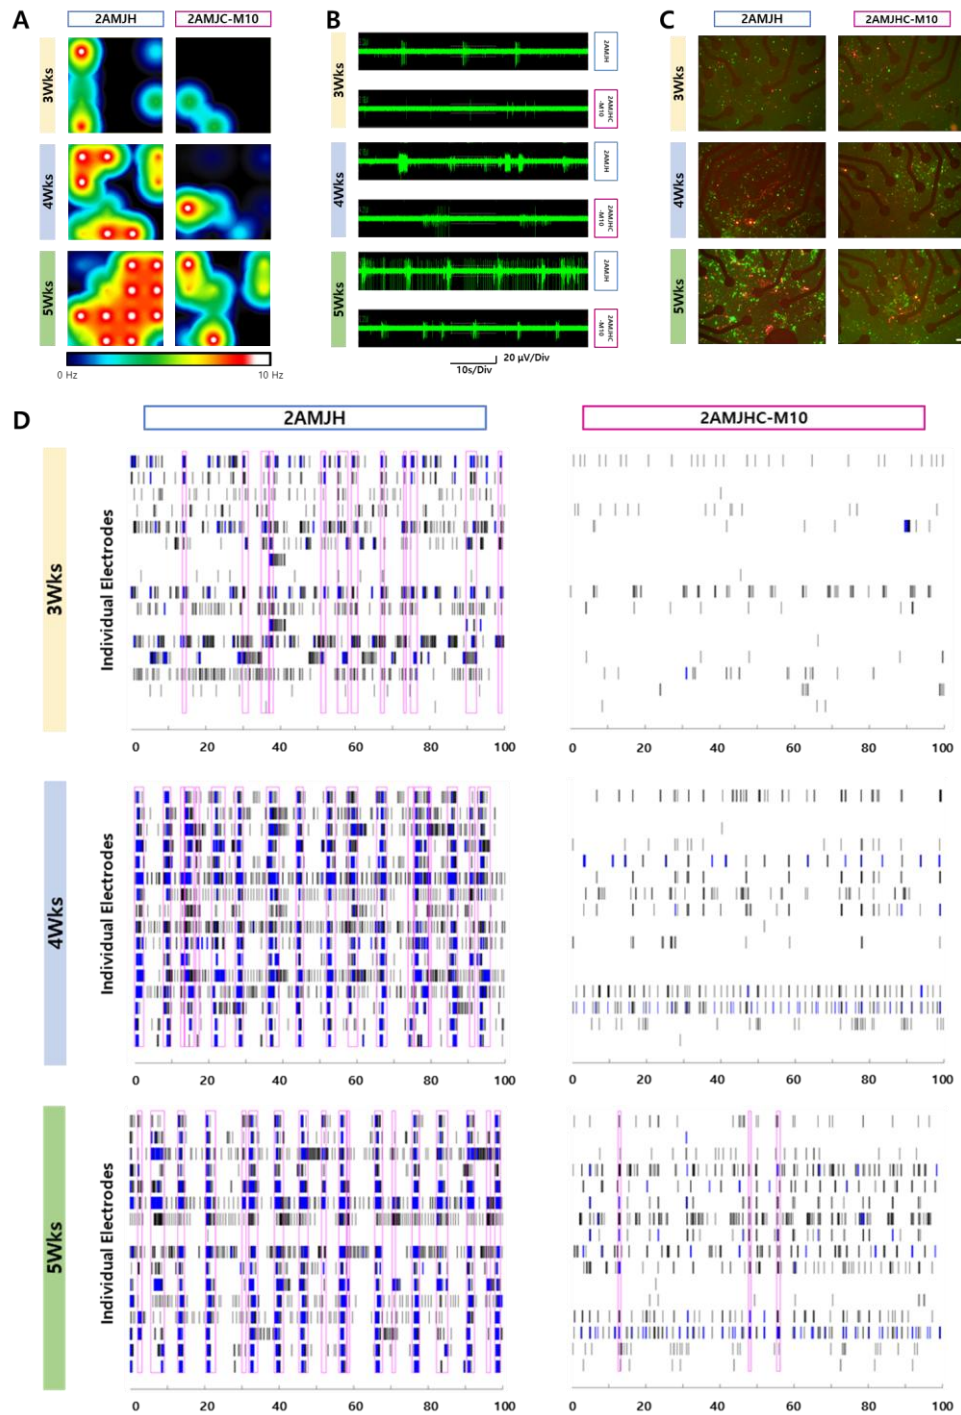 A
2AMJH
2AMJC-M10
3Wks
4Wks
5Wks
0 Hz
10 Hz
B
3Wks
2AMJH
2AMJHC
-M10
4Wks
2AMJH
2AMJHC
-M10
5Wks
2AMJH
2AMJHC
-M10
20 µV/Div
10s/Div
C
2AMJH
2AMJHC-M10
3Wks
4Wks
5Wks
D
2AMJH
2AMJHC-M10
3Wks
Individual Electrodes
0 20 40 60 80 100
0 20 40 60 80 100
4Wks
Individual Electrodes
0 20 40 60 80 100
0 20 40 60 80 100
5Wks
Individual Electrodes
0 20 40 60 80 100
0 20 40 60 80 100